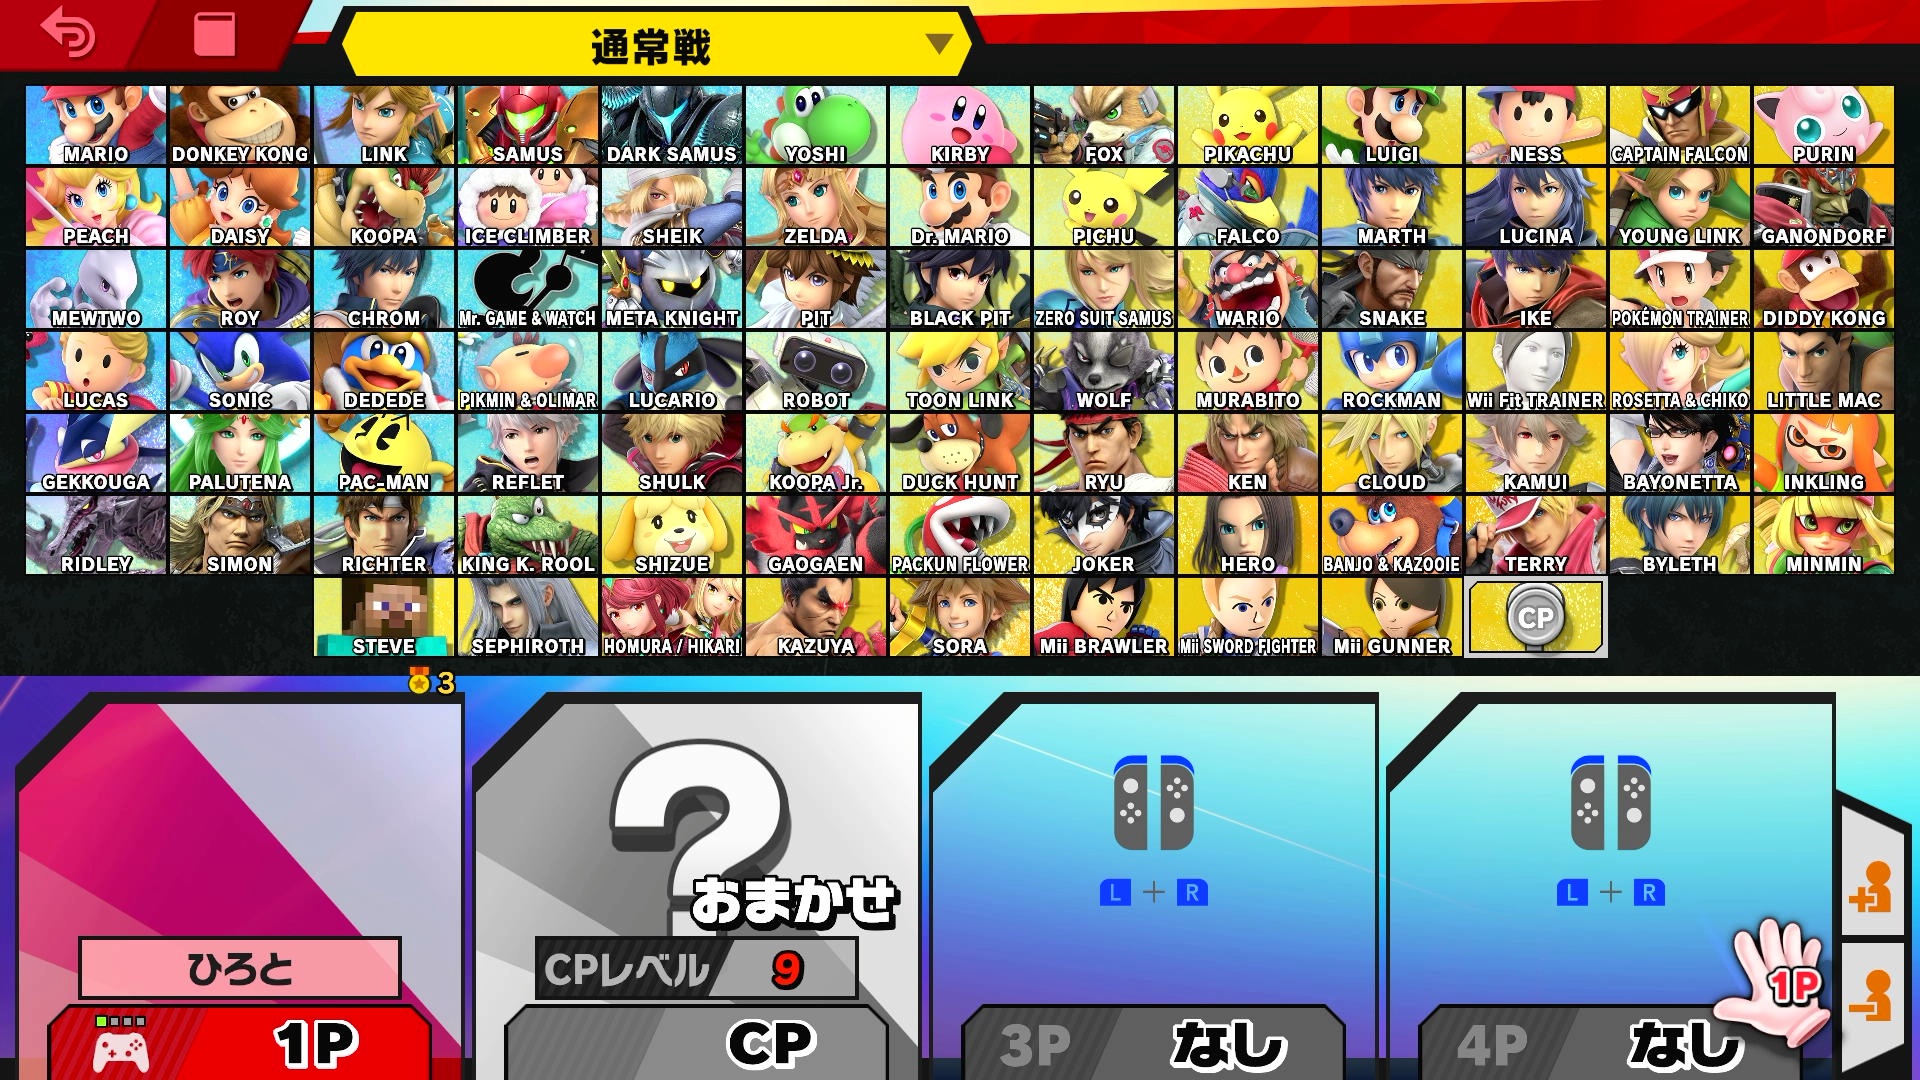 通常戦
MARIO
DONKEY KONG
LINK
SAMUS
DARK SAMUS
YOSHI
KIRBY
FOX
PIKACHU
LUIGI
NESS
CAPTAIN FALCON
PURIN
PEACH
DAISY
KOOPA
ICE CLIMBER
SHEIK
ZELDA
Dr. MARIO
PICHU
FALCO
MARTH
LUCINA
YOUNG LINK
GANONDORF
MEWTWO
ROY
CHROM
Mr. GAME & WATCH
META KNIGHT
PIT
BLACK PIT
ZERO SUIT SAMUS
WARIO
SNAKE
IKE
POKÉMON TRAINER
DIDDY KONG
LUCAS
SONIC
DEDEDE
PIKMIN & OLIMAR
LUCARIO
ROBOT
TOON LINK
WOLF
MURABITO
ROCKMAN
Wii Fit TRAINER
ROSETTA & CHIKO
LITTLE MAC
GEKKOUGA
PALUTENA
PAC-MAN
REFLET
SHULK
KOOPA Jr.
DUCK HUNT
RYU
KEN
CLOUD
KAMUI
BAYONETTA
INKLING
RIDLEY
SIMON
RICHTER
KING K. ROOL
SHIZUE
GAOGAEN
PACKUN FLOWER
JOKER
HERO
BANJO & KAZOOIE
TERRY
BYLETH
MINMIN
STEVE
SEPHIROTH
HOMURA / HIKARI
KAZUYA
SORA
Mii BRAWLER
Mii SWORD FIGHTER
Mii GUNNER
CP
3
ひろと
1P
おまかせ
CPレベル 9
CP
L + R
3P なし
L + R
4P なし
1P